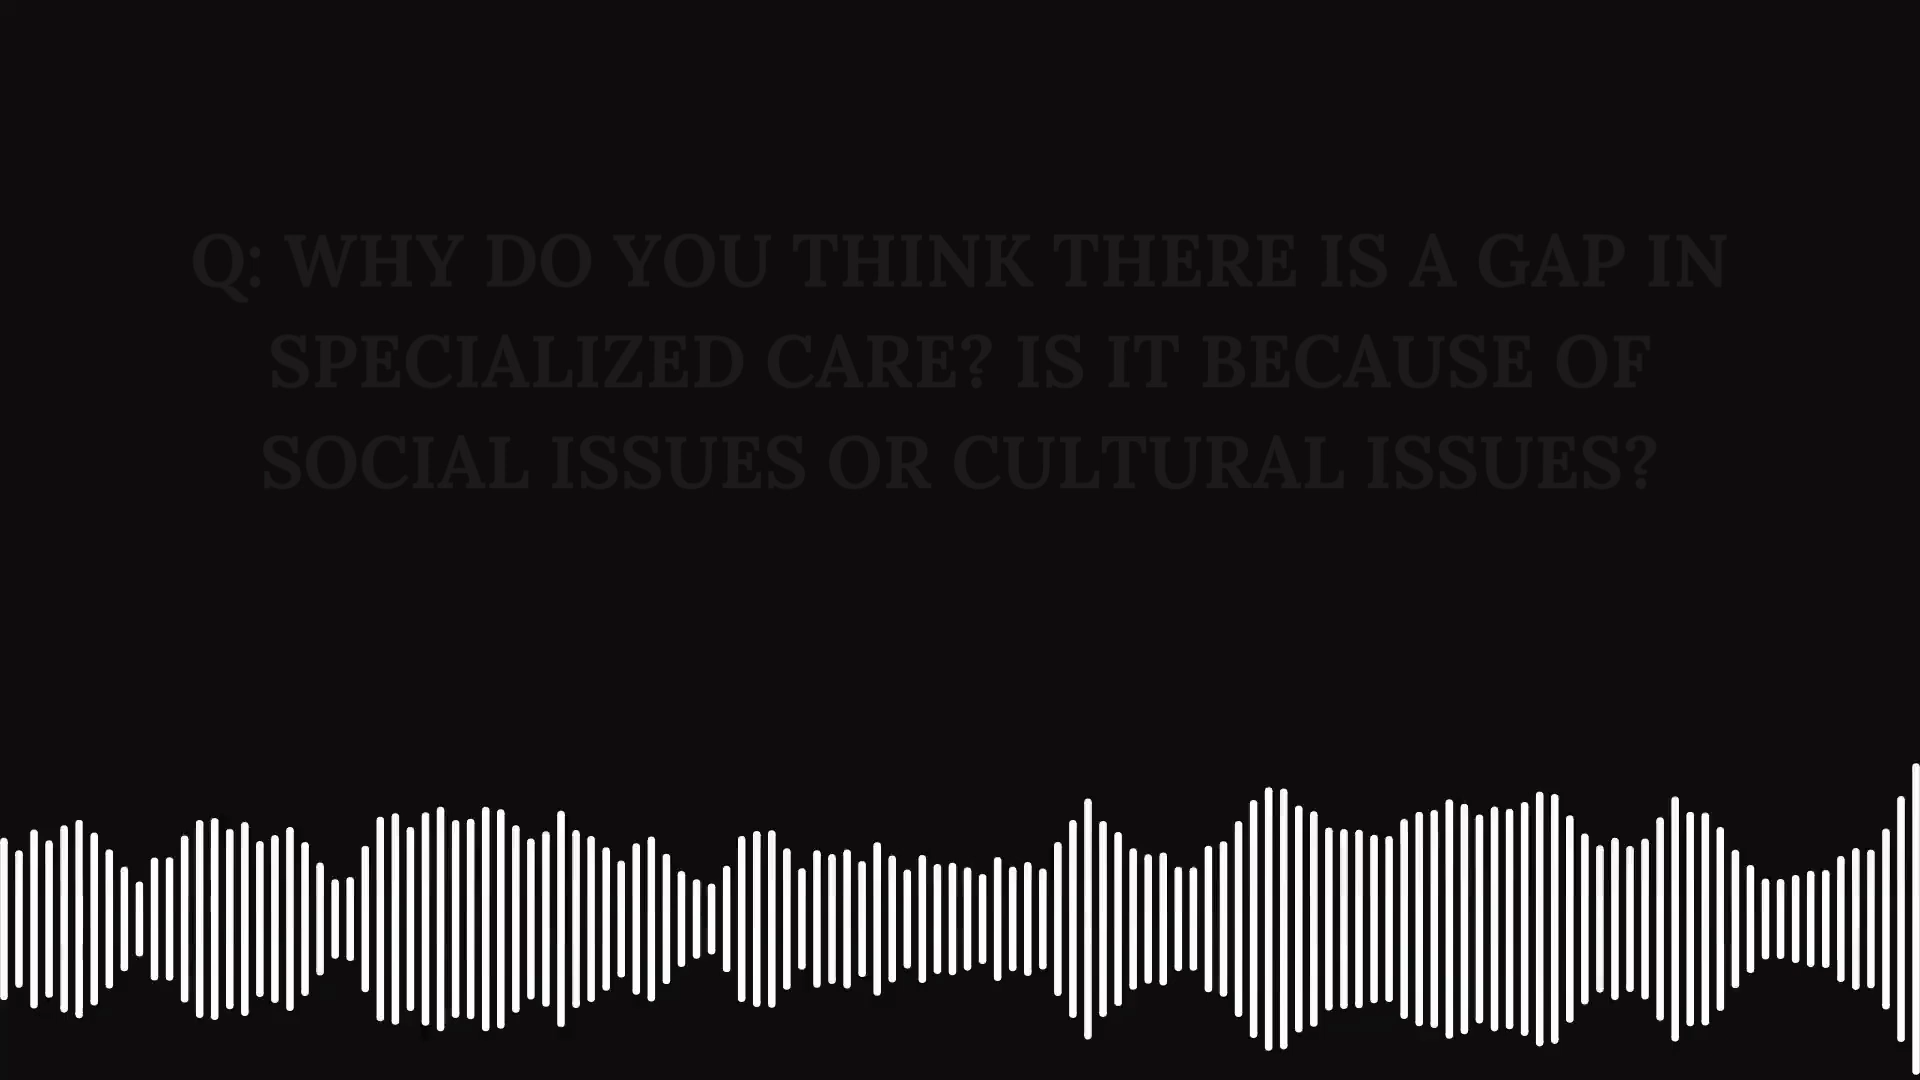 Q: WHY DO YOU THINK THERE IS A GAP IN
SPECIALIZED CARE? IS IT BECAUSE OF
SOCIAL ISSUES OR CULTURAL ISSUES?